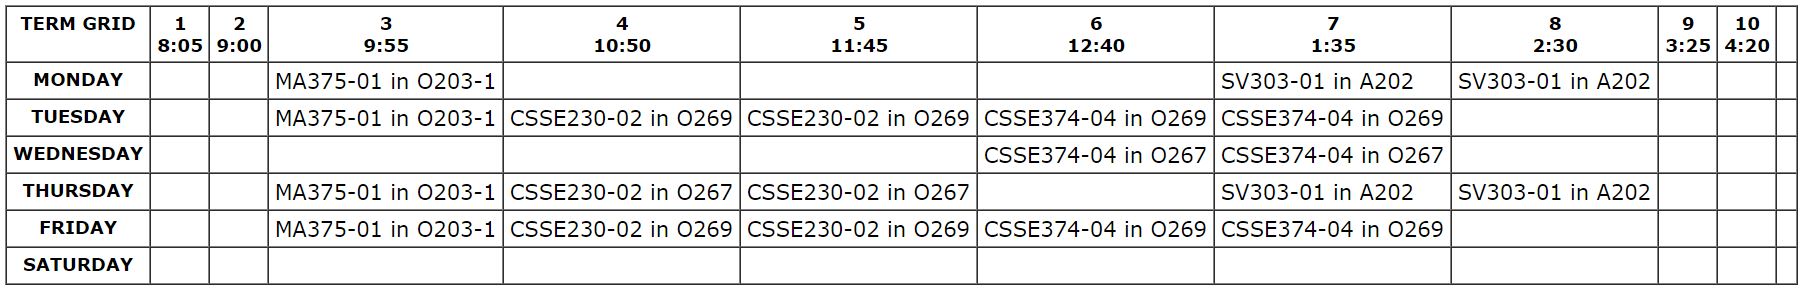 TERM GRID 1 2 3 4 5 6 7 8 9 10
8:05 9:00 9:55 10:50 11:45 12:40 1:35 2:30 3:25 4:20
MONDAY MA375-01 in O203-1 SV303-01 in A202 SV303-01 in A202
TUESDAY MA375-01 in O203-1 CSSE230-02 in O269 CSSE230-02 in O269 CSSE374-04 in O269 CSSE374-04 in O269
WEDNESDAY CSSE374-04 in O267 CSSE374-04 in O267
THURSDAY MA375-01 in O203-1 CSSE230-02 in O267 CSSE230-02 in O267 SV303-01 in A202 SV303-01 in A202
FRIDAY MA375-01 in O203-1 CSSE230-02 in O269 CSSE230-02 in O269 CSSE374-04 in O269 CSSE374-04 in O269
SATURDAY